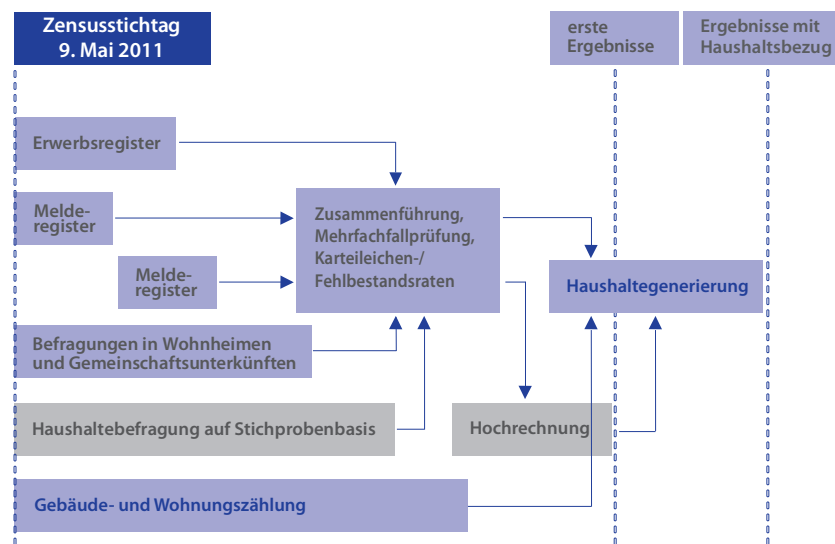 Zensusstichtag
9. Mai 2011
erste
Ergebnisse
Ergebnisse mit
Haushaltsbezug
Erwerbsregister
Melde-
register
Zusammenführung,
Mehrfachfallprüfung,
Karteileichen-/
Fehlbestandsraten
Melde-
register
Haushaltegenerierung
Befragungen in Wohnheimen
und Gemeinschaftsunterkünften
Haushaltebefragung auf Stichprobenbasis
Hochrechnung
Gebäude- und Wohnungszählung